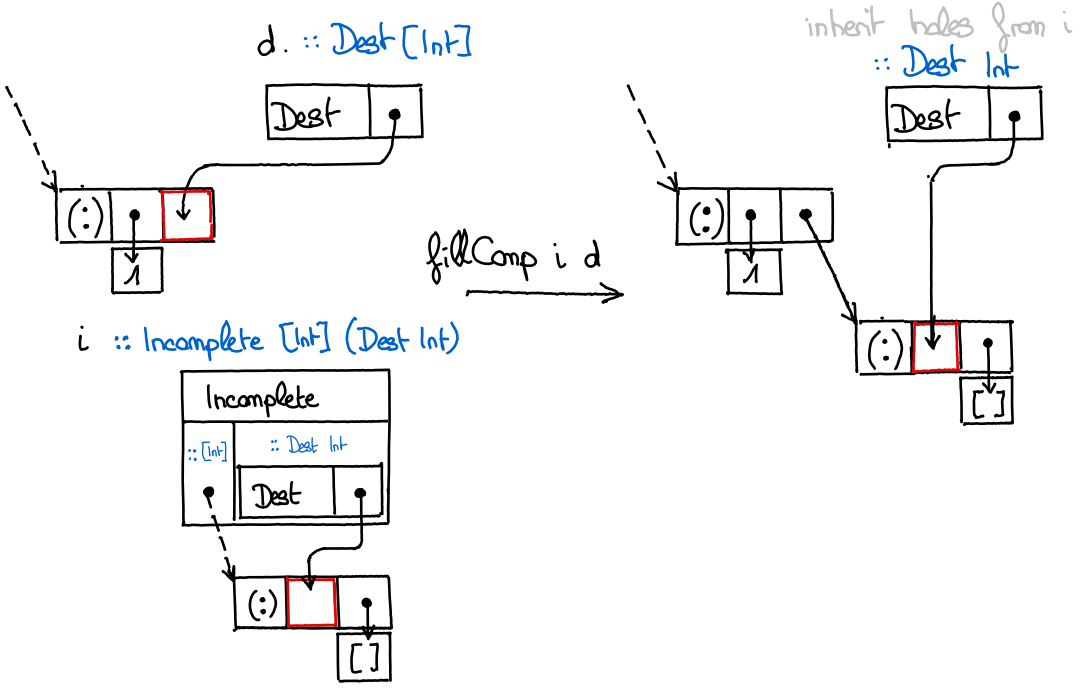 d. :: Dest [Int]
Dest
(:)
1
i :: Incomplete [Int] (Dest Int)
Incomplete
:: [Int]
:: Dest Int
Dest
(:)
[]
fillComp i d
inherit holes from i
:: Dest Int
Dest
(:)
1
(:)
[]